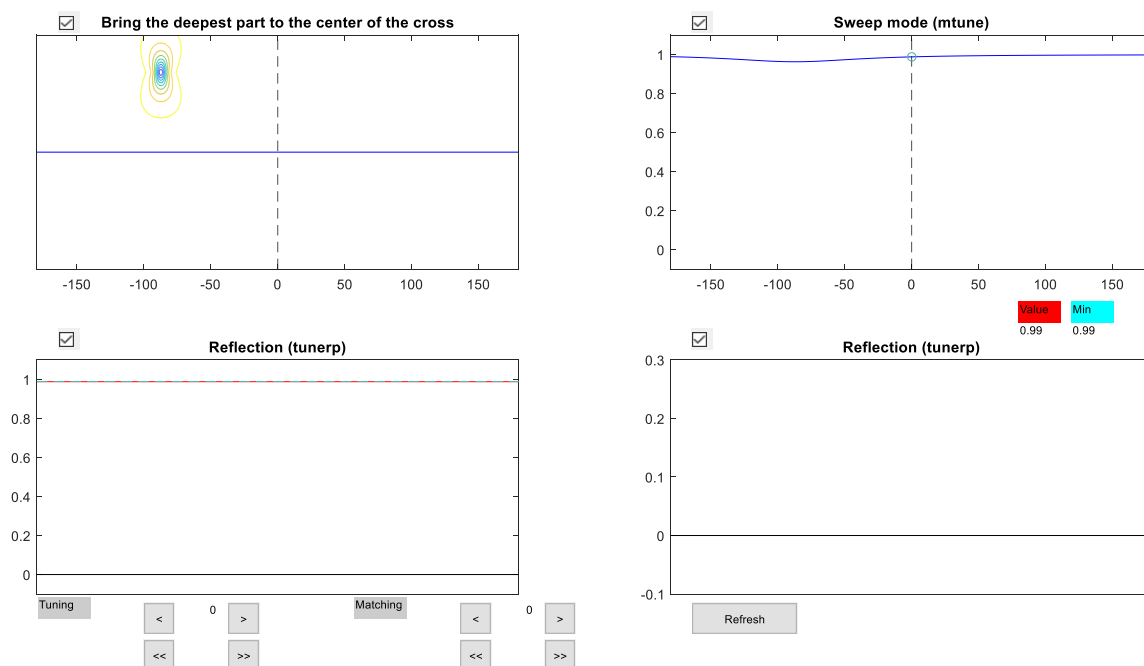 Bring the deepest part to the center of the cross
-150 -100 -50 0 50 100 150
Sweep mode (mtune)
1
0.8
0.6
0.4
0.2
0
-150 -100 -50 0 50 100 150
Value Min
0.99 0.99
Reflection (tunerp)
1
0.8
0.6
0.4
0.2
0
Reflection (tunerp)
0.3
0.2
0.1
0
-0.1
Tuning < 0 >
<< >>
Matching < 0 >
<< >>
Refresh